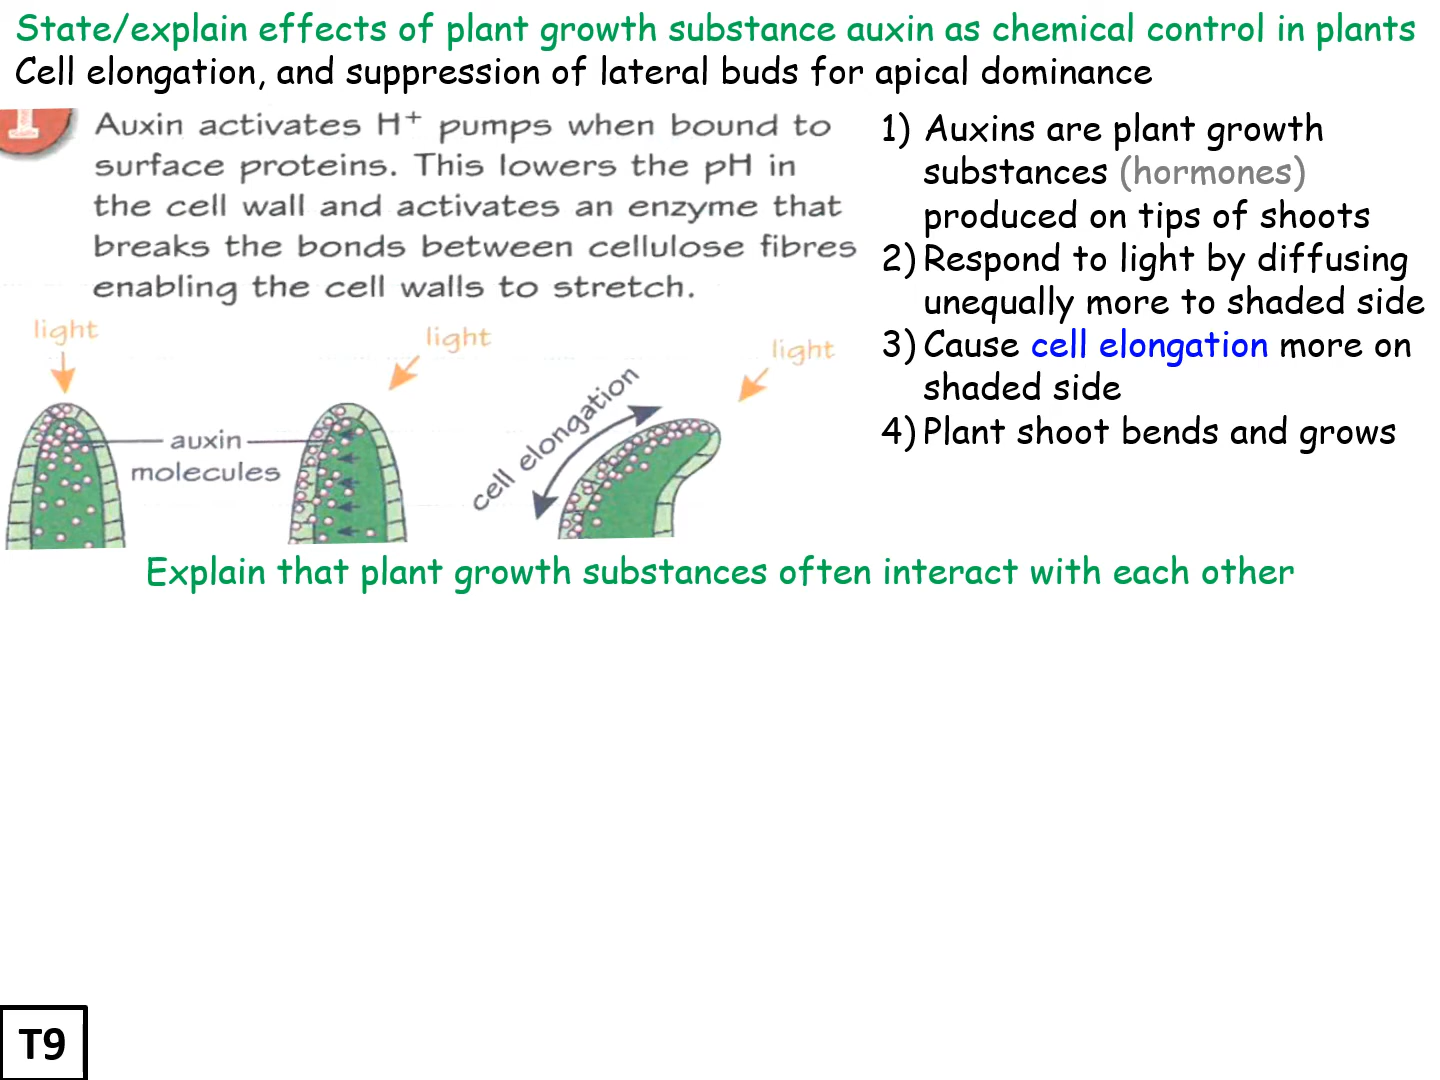 State/explain effects of plant growth substance auxin as chemical control in plants
Cell elongation, and suppression of lateral buds for apical dominance
1
Auxin activates H⁺ pumps when bound to
surface proteins. This lowers the pH in
the cell wall and activates an enzyme that
breaks the bonds between cellulose fibres
enabling the cell walls to stretch.
light
light
light
auxin
molecules
cell elongation
1) Auxins are plant growth
substances (hormones)
produced on tips of shoots
2) Respond to light by diffusing
unequally more to shaded side
3) Cause cell elongation more on
shaded side
4) Plant shoot bends and grows
Explain that plant growth substances often interact with each other
T9